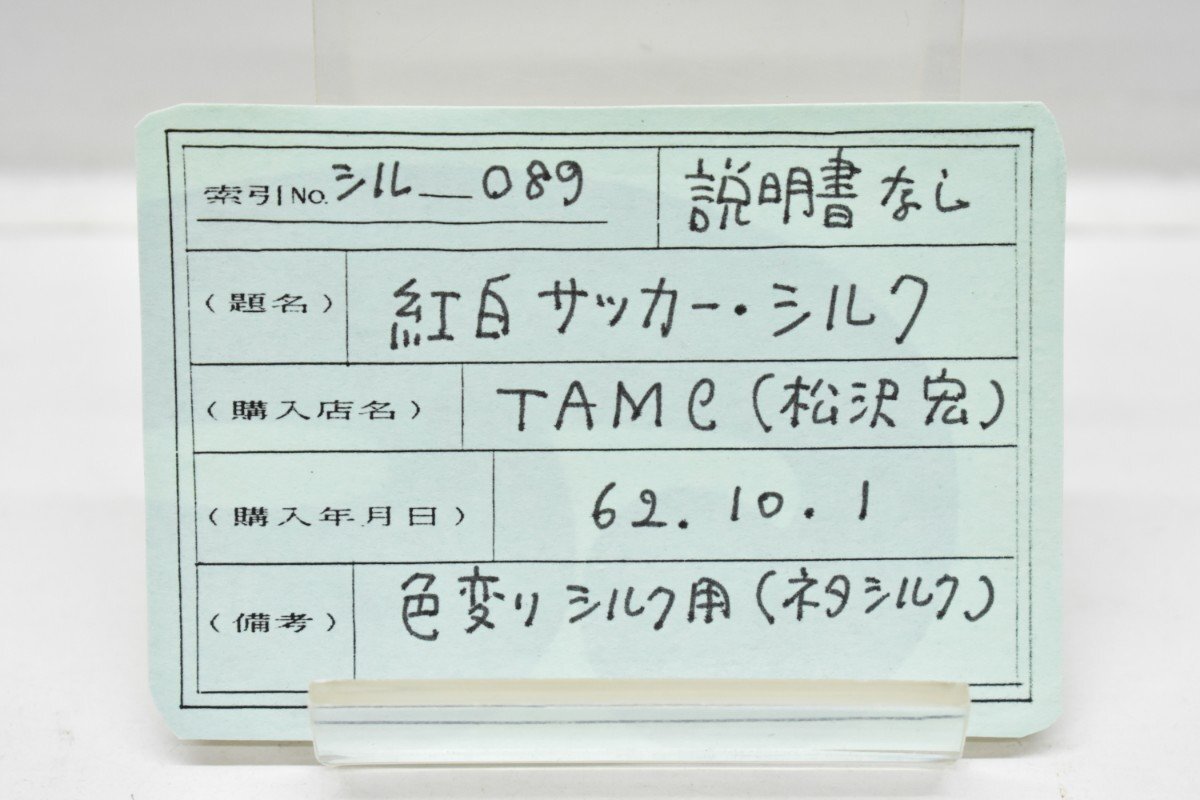 索引No. シル—089
説明書なし
(題名) 紅白サッカー・シルク
(購入店名) TAMC(松沢宏)
(購入年月日) 62.10.1
(備考) 色変りシルク用(ネタシルク)